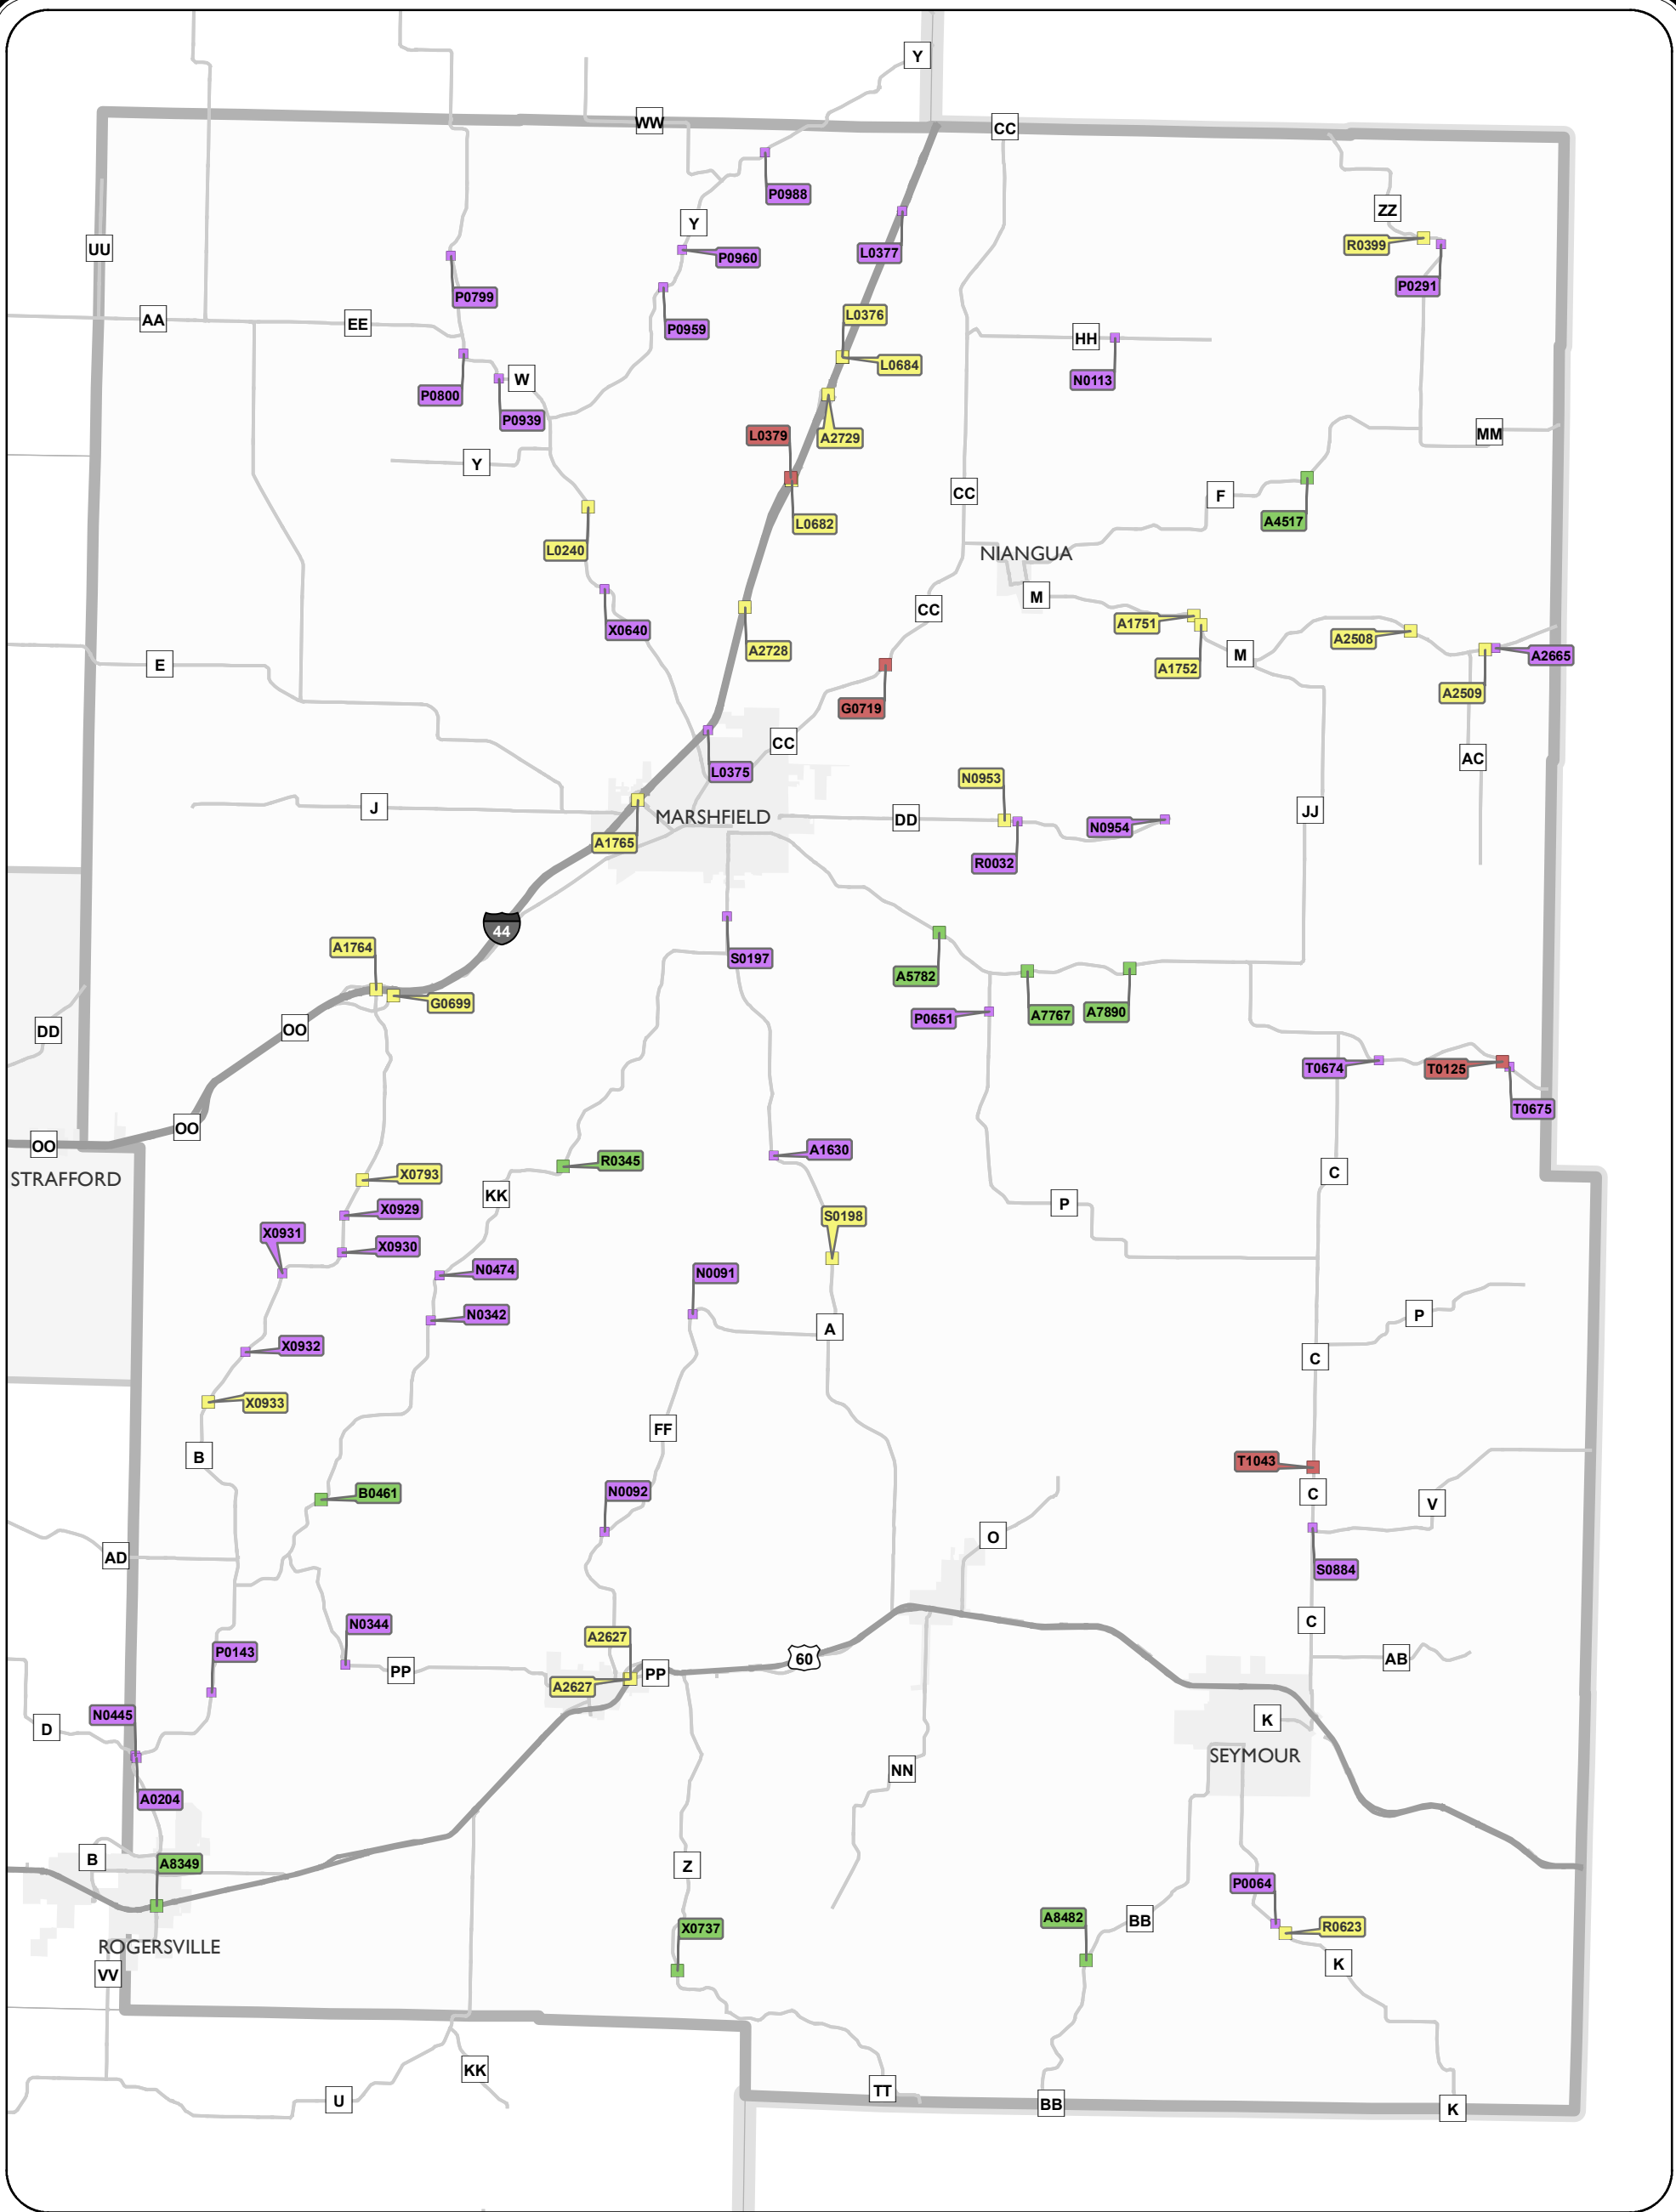 Y
WW
CC
P0988
ZZ
Y
L0377
R0399
UU
P0960
P0291
P0799
L0376
AA
EE
P0959
HH
L0684
W
N0113
P0800
P0939
L0379
A2729
MM
Y
CC
F
A4517
L0682
L0240
NIANGUA
M
CC
A1751
X0640
A2508
A2728
M
A2665
E
A1752
A2509
G0719
CC
AC
L0375
N0953
J
MARSHFIELD
DD
JJ
N0954
A1765
R0032
44
A1764
S0197
A5782
G0699
A7767
A7890
P0651
OO
DD
T0674
T0125
T0675
OO
OO
A1630
R0345
STRAFFORD
X0793
C
KK
P
X0929
S0198
X0931
X0930
N0474
N0091
N0342
P
A
X0932
C
X0933
FF
B
T1043
B0461
N0092
C
V
O
AD
S0884
N0344
C
A2627
P0143
60
AB
PP
PP
A2627
N0445
K
D
SEYMOUR
NN
A0204
B
A8349
Z
P0064
A8482
BB
X0737
R0623
ROGERSVILLE
K
VV
KK
TT
U
BB
K